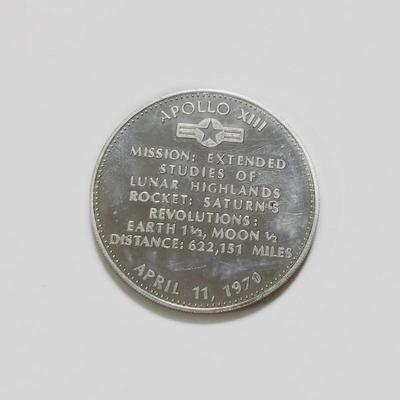 APOLLO XIII
MISSION: EXTENDED
STUDIES OF
LUNAR HIGHLANDS
ROCKET: SATURN 5
REVOLUTIONS:
EARTH 1½, MOON ½
DISTANCE: 622,151 MILES
APRIL 11, 1970